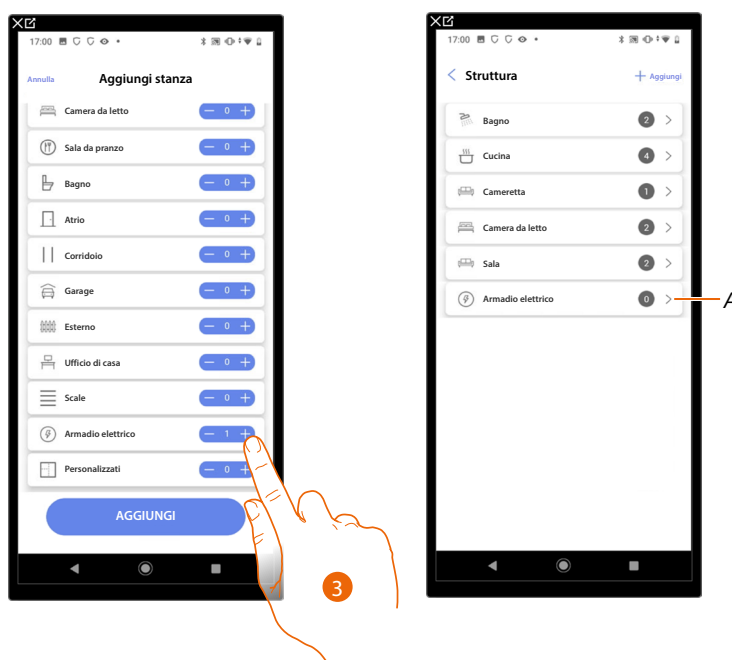 17:00
Annulla
Aggiungi stanza
Camera da letto
0
Sala da pranzo
0
Bagno
0
Atrio
0
Corridoio
0
Garage
0
Esterno
0
Ufficio di casa
0
Scale
0
Armadio elettrico
1
Personalizzati
0
AGGIUNGI
3
17:00
Struttura
Aggiungi
Bagno
2
Cucina
4
Cameretta
1
Camera da letto
2
Sala
2
Armadio elettrico
0
A